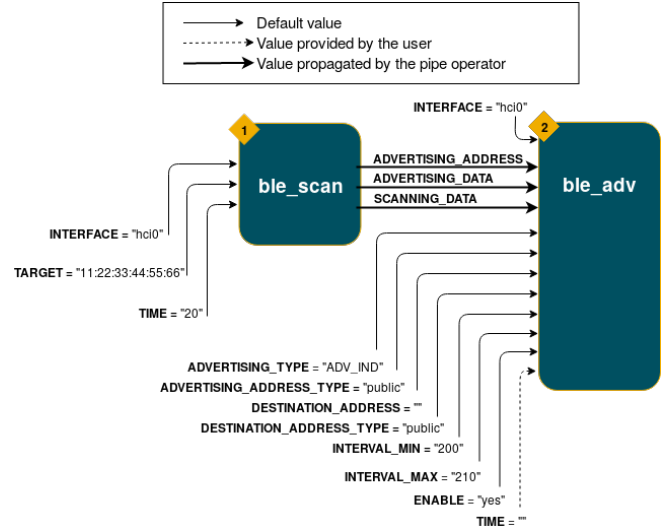 Default value
Value provided by the user
Value propagated by the pipe operator
INTERFACE = "hci0"
1
2
ble_scan
ADVERTISING_ADDRESS
ADVERTISING_DATA
SCANNING_DATA
ble_adv
INTERFACE = "hci0"
TARGET = "11:22:33:44:55:66"
TIME = "20"
ADVERTISING_TYPE = "ADV_IND"
ADVERTISING_ADDRESS_TYPE = "public"
DESTINATION_ADDRESS = ""
DESTINATION_ADDRESS_TYPE = "public"
INTERVAL_MIN = "200"
INTERVAL_MAX = "210"
ENABLE = "yes"
TIME = ""